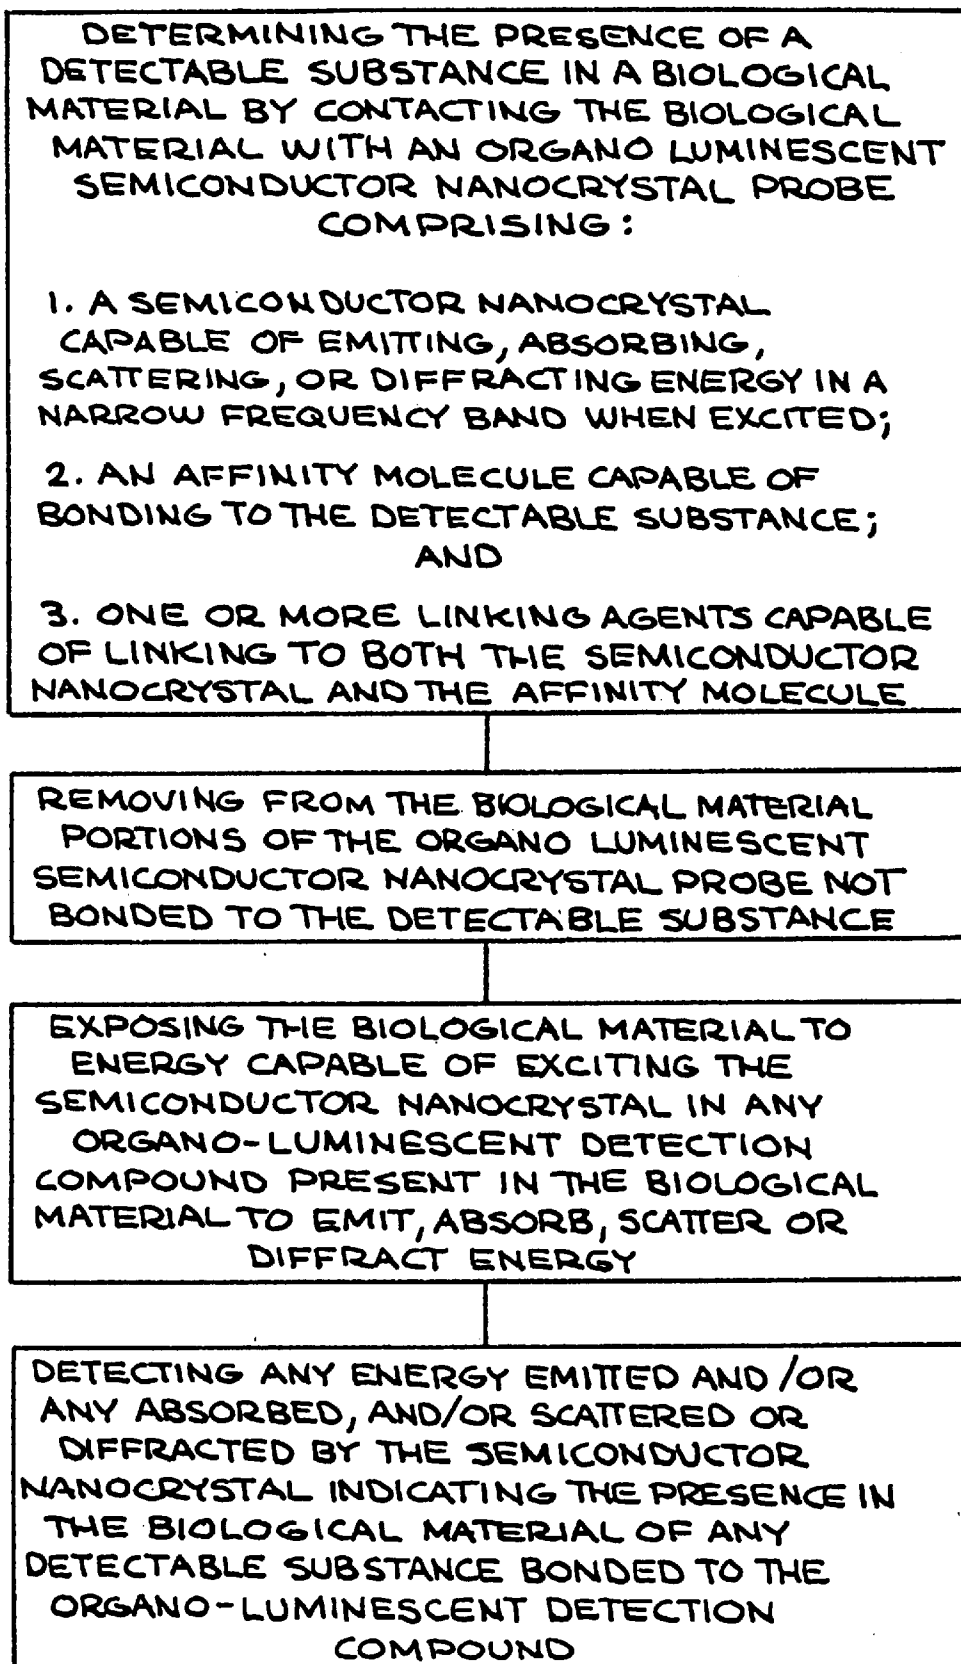 DETERMINING THE PRESENCE OF A
DETECTABLE SUBSTANCE IN A BIOLOGICAL
MATERIAL BY CONTACTING THE BIOLOGICAL
MATERIAL WITH AN ORGANO LUMINESCENT
SEMICONDUCTOR NANOCRYSTAL PROBE
COMPRISING:
1. A SEMICONDUCTOR NANOCRYSTAL
CAPABLE OF EMITTING, ABSORBING,
SCATTERING, OR DIFFRACTING ENERGY IN A
NARROW FREQUENCY BAND WHEN EXCITED;
2. AN AFFINITY MOLECULE CAPABLE OF
BONDING TO THE DETECTABLE SUBSTANCE;
AND
3. ONE OR MORE LINKING AGENTS CAPABLE
OF LINKING TO BOTH THE SEMICONDUCTOR
NANOCRYSTAL AND THE AFFINITY MOLECULE
REMOVING FROM THE BIOLOGICAL MATERIAL
PORTIONS OF THE ORGANO LUMINESCENT
SEMICONDUCTOR NANOCRYSTAL PROBE NOT
BONDED TO THE DETECTABLE SUBSTANCE
EXPOSING THE BIOLOGICAL MATERIAL TO
ENERGY CAPABLE OF EXCITING THE
SEMICONDUCTOR NANOCRYSTAL IN ANY
ORGANO-LUMINESCENT DETECTION
COMPOUND PRESENT IN THE BIOLOGICAL
MATERIAL TO EMIT, ABSORB, SCATTER OR
DIFFRACT ENERGY
DETECTING ANY ENERGY EMITTED AND/OR
ANY ABSORBED, AND/OR SCATTERED OR
DIFFRACTED BY THE SEMICONDUCTOR
NANOCRYSTAL INDICATING THE PRESENCE IN
THE BIOLOGICAL MATERIAL OF ANY
DETECTABLE SUBSTANCE BONDED TO THE
ORGANO-LUMINESCENT DETECTION
COMPOUND